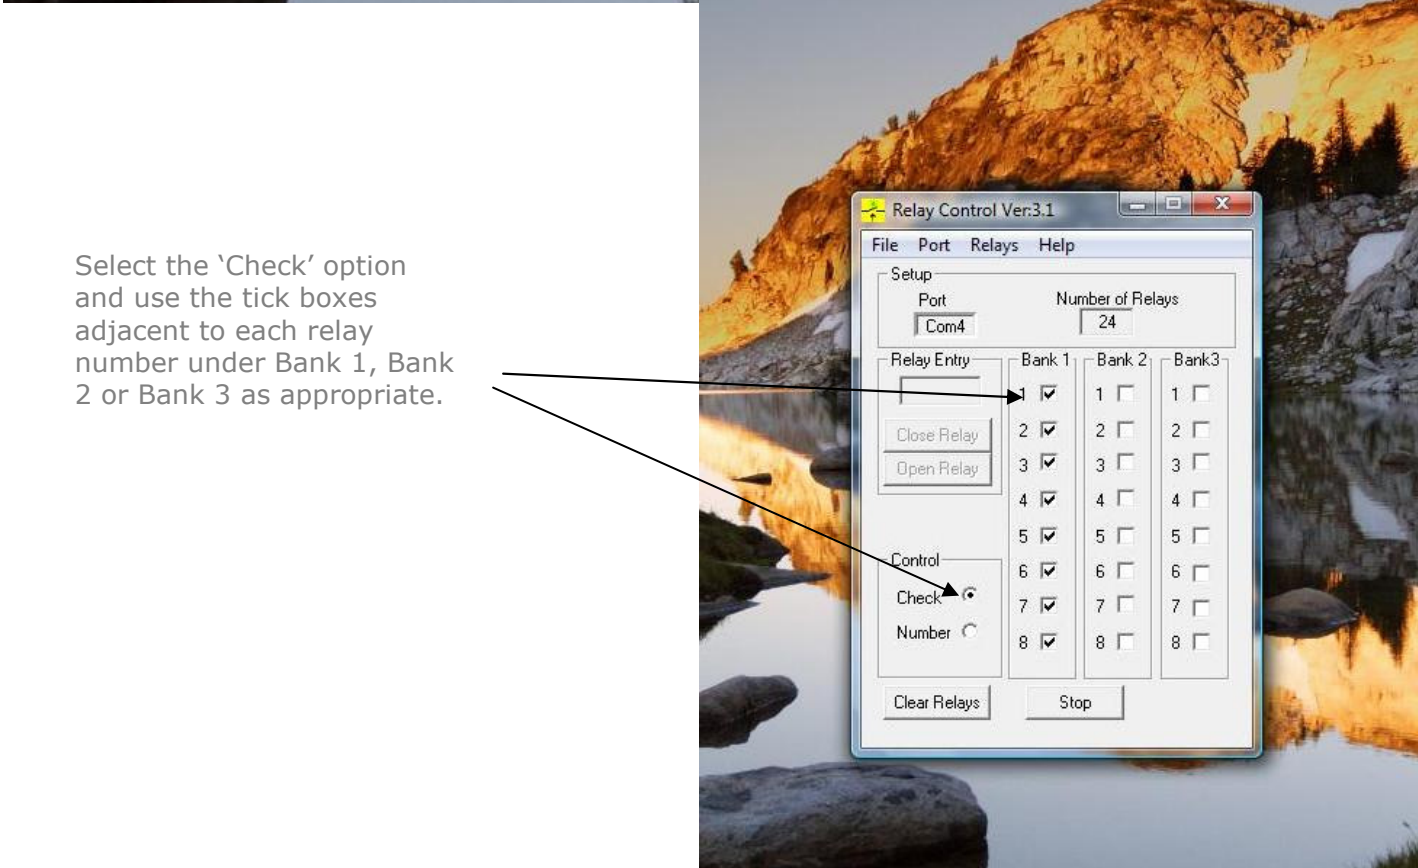 Select the ‘Check’ option
and use the tick boxes
adjacent to each relay
number under Bank 1, Bank
2 or Bank 3 as appropriate.
Relay Control Ver:3.1
File Port Relays Help
Setup
Port Number of Relays
Com4 24
Relay Entry Bank 1 Bank 2 Bank3
1 1 1
Close Relay 2 2 2
Open Relay 3 3 3
4 4 4
5 5 5
Control
6 6 6
Check
7 7 7
Number
8 8 8
Clear Relays Stop